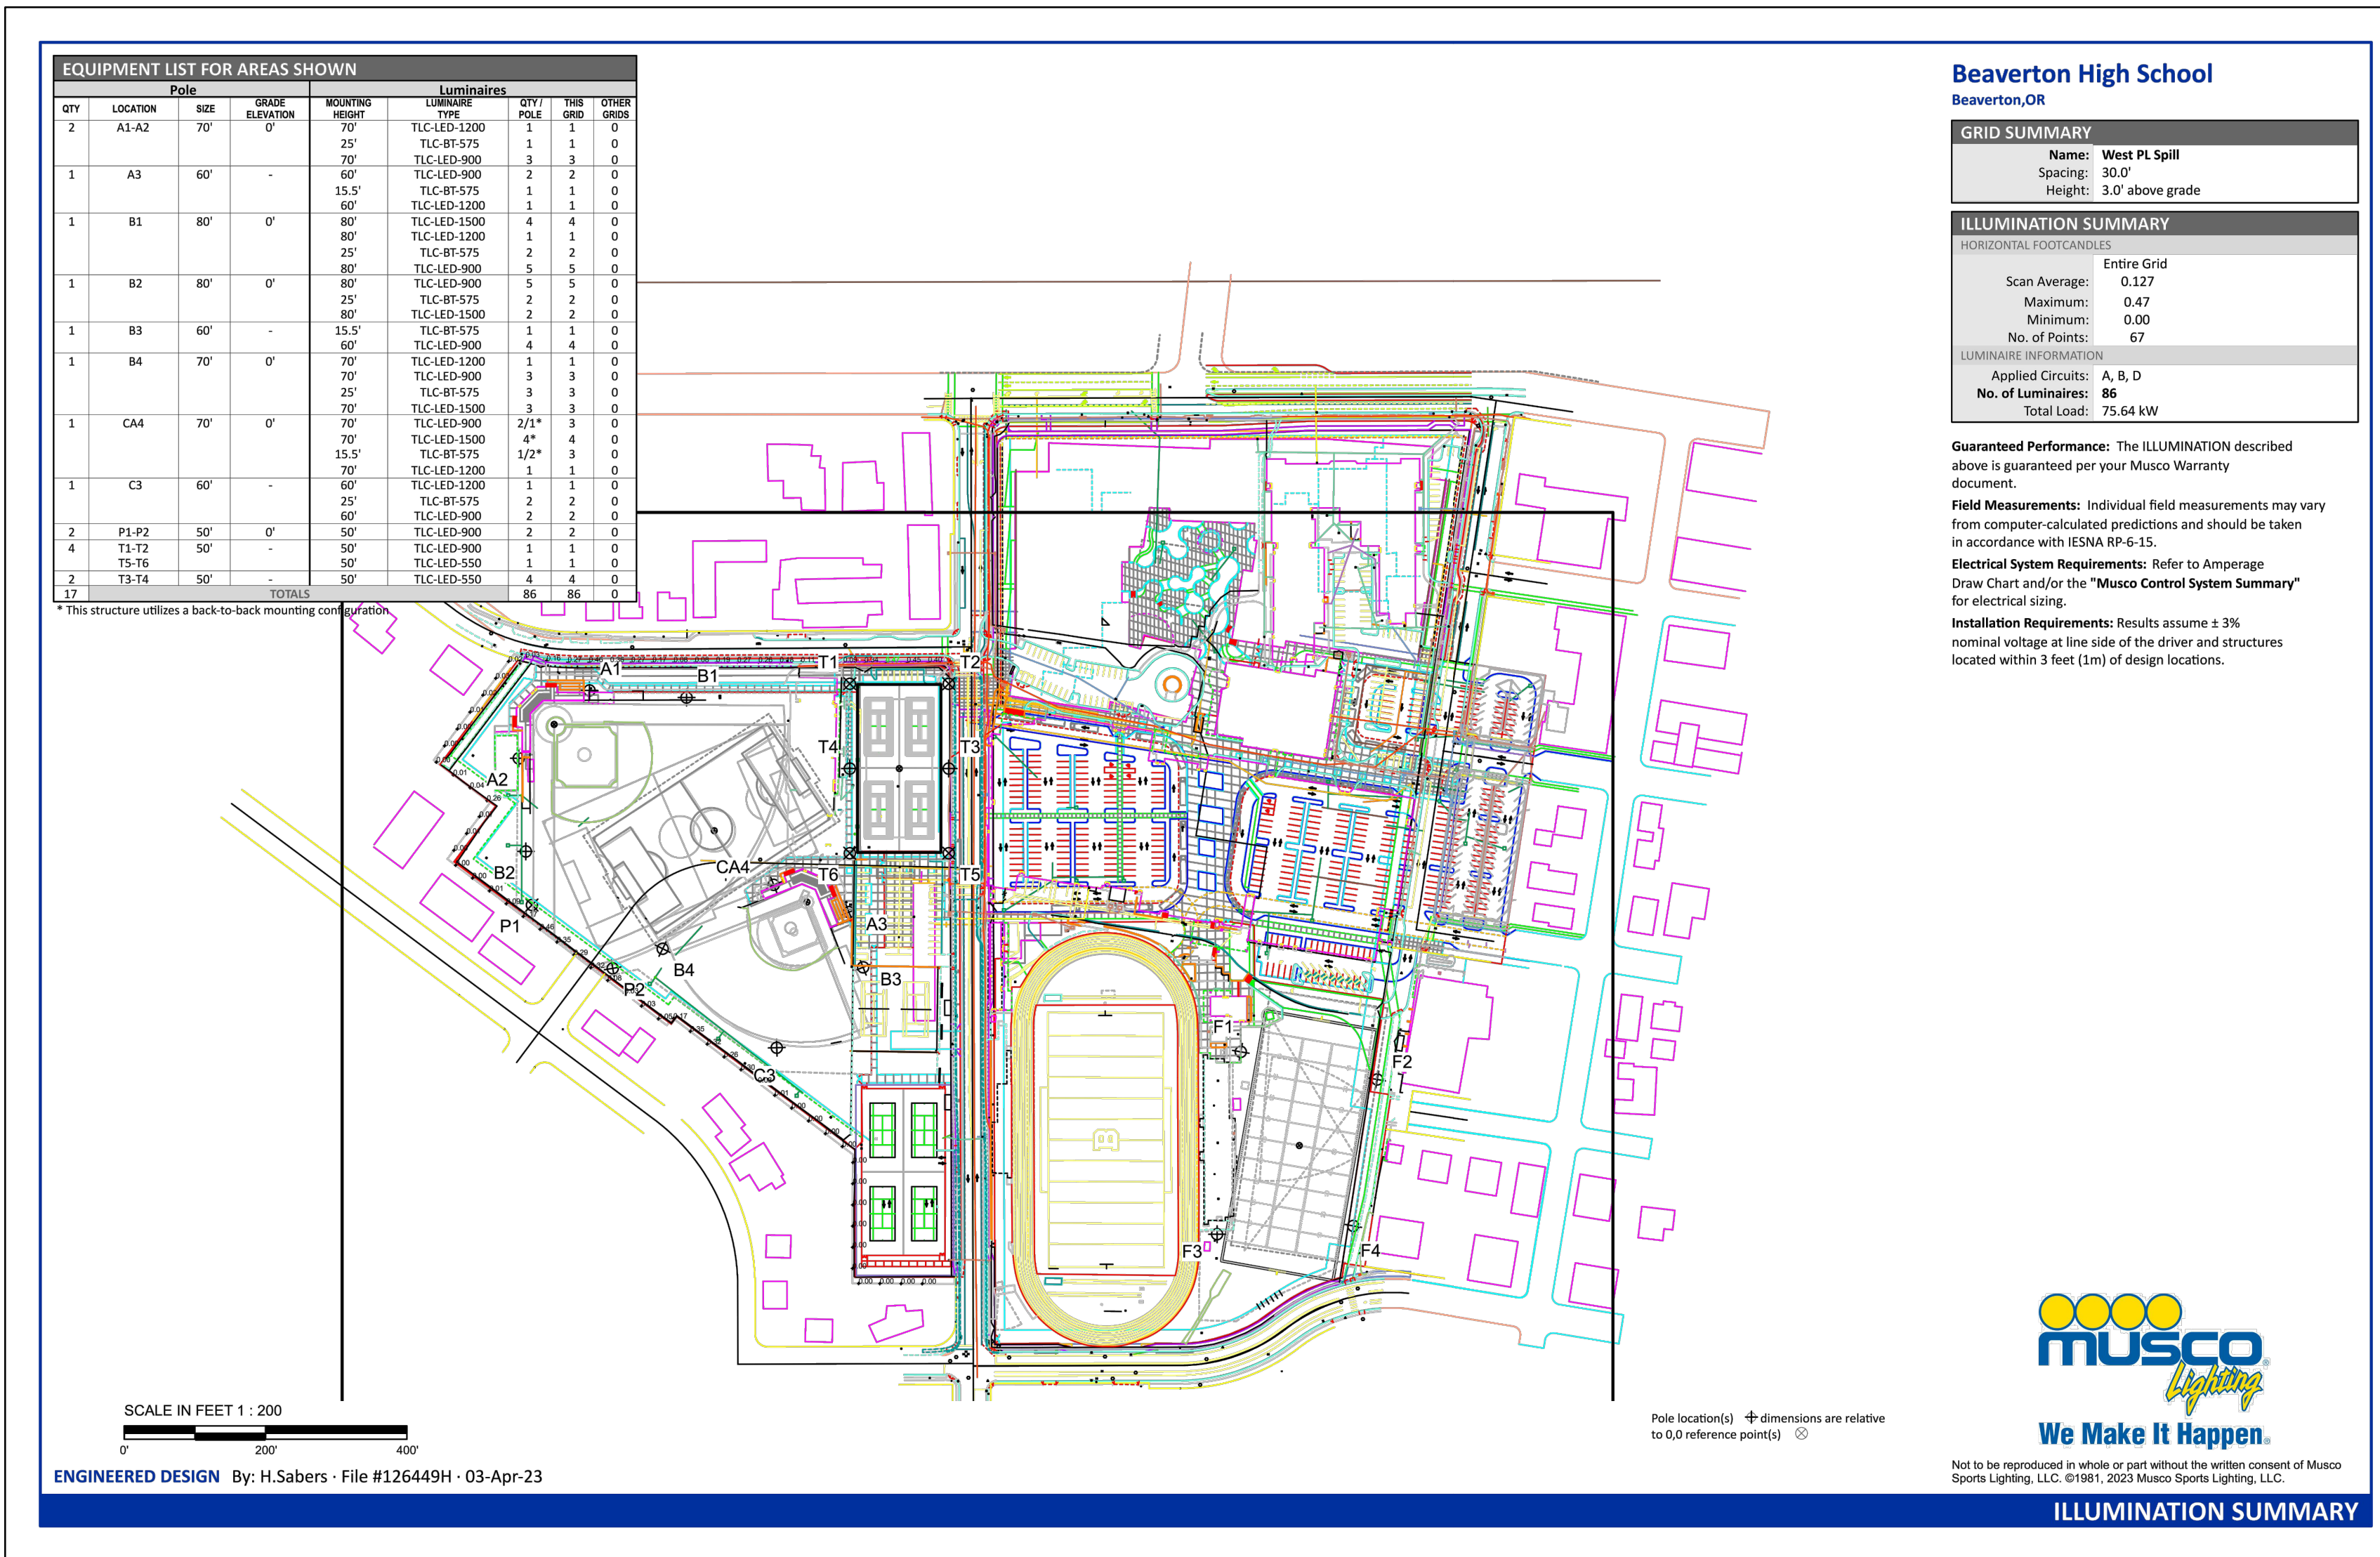 EQUIPMENT LIST FOR AREAS SHOWN
Pole Luminaires
QTY LOCATION SIZE GRADE ELEVATION MOUNTING HEIGHT LUMINAIRE TYPE QTY / POLE THIS GRID OTHER GRIDS
2 A1-A2 70' 0' 70' TLC-LED-1200 1 1 0
25' TLC-BT-575 1 1 0
70' TLC-LED-900 3 3 0
1 A3 60' - 60' TLC-LED-900 2 2 0
15.5' TLC-BT-575 1 1 0
60' TLC-LED-1200 1 1 0
1 B1 80' 0' 80' TLC-LED-1500 4 4 0
80' TLC-LED-1200 1 1 0
25' TLC-BT-575 2 2 0
80' TLC-LED-900 5 5 0
1 B2 80' 0' 80' TLC-LED-900 5 5 0
25' TLC-BT-575 2 2 0
80' TLC-LED-1500 2 2 0
1 B3 60' - 15.5' TLC-BT-575 1 1 0
60' TLC-LED-900 4 4 0
1 B4 70' 0' 70' TLC-LED-1200 1 1 0
70' TLC-LED-900 3 3 0
25' TLC-BT-575 3 3 0
70' TLC-LED-1500 3 3 0
1 CA4 70' 0' 70' TLC-LED-900 2/1* 3 0
70' TLC-LED-1500 4* 4 0
15.5' TLC-BT-575 1/2* 3 0
70' TLC-LED-1200 1 1 0
1 C3 60' - 60' TLC-LED-1200 1 1 0
25' TLC-BT-575 2 2 0
60' TLC-LED-900 2 2 0
2 P1-P2 50' 0' 50' TLC-LED-900 2 2 0
4 T1-T2 50' - 50' TLC-LED-900 1 1 0
T5-T6 50' TLC-LED-550 1 1 0
2 T3-T4 50' - 50' TLC-LED-550 4 4 0
17 TOTALS 86 86 0
* This structure utilizes a back-to-back mounting configuration
Beaverton High School
Beaverton,OR
GRID SUMMARY
Name: West PL Spill
Spacing: 30.0'
Height: 3.0' above grade
ILLUMINATION SUMMARY
HORIZONTAL FOOTCANDLES
Entire Grid
Scan Average: 0.127
Maximum: 0.47
Minimum: 0.00
No. of Points: 67
LUMINAIRE INFORMATION
Applied Circuits: A, B, D
No. of Luminaires: 86
Total Load: 75.64 kW
Guaranteed Performance: The ILLUMINATION described
above is guaranteed per your Musco Warranty
document.
Field Measurements: Individual field measurements may vary
from computer-calculated predictions and should be taken
in accordance with IESNA RP-6-15.
Electrical System Requirements: Refer to Amperage
Draw Chart and/or the "Musco Control System Summary"
for electrical sizing.
Installation Requirements: Results assume ± 3%
nominal voltage at line side of the driver and structures
located within 3 feet (1m) of design locations.
A1
B1
T1
T2
T4
T3
A2
B2
CA4
T6
T5
P1
A3
B4
B3
P2
C3
F1
F2
F3
F4
B
SCALE IN FEET 1 : 200
0' 200' 400'
ENGINEERED DESIGN By: H.Sabers · File #126449H · 03-Apr-23
Pole location(s) dimensions are relative
to 0,0 reference point(s)
MUSCO
Lighting
We Make It Happen®
Not to be reproduced in whole or part without the written consent of Musco
Sports Lighting, LLC. ©1981, 2023 Musco Sports Lighting, LLC.
ILLUMINATION SUMMARY